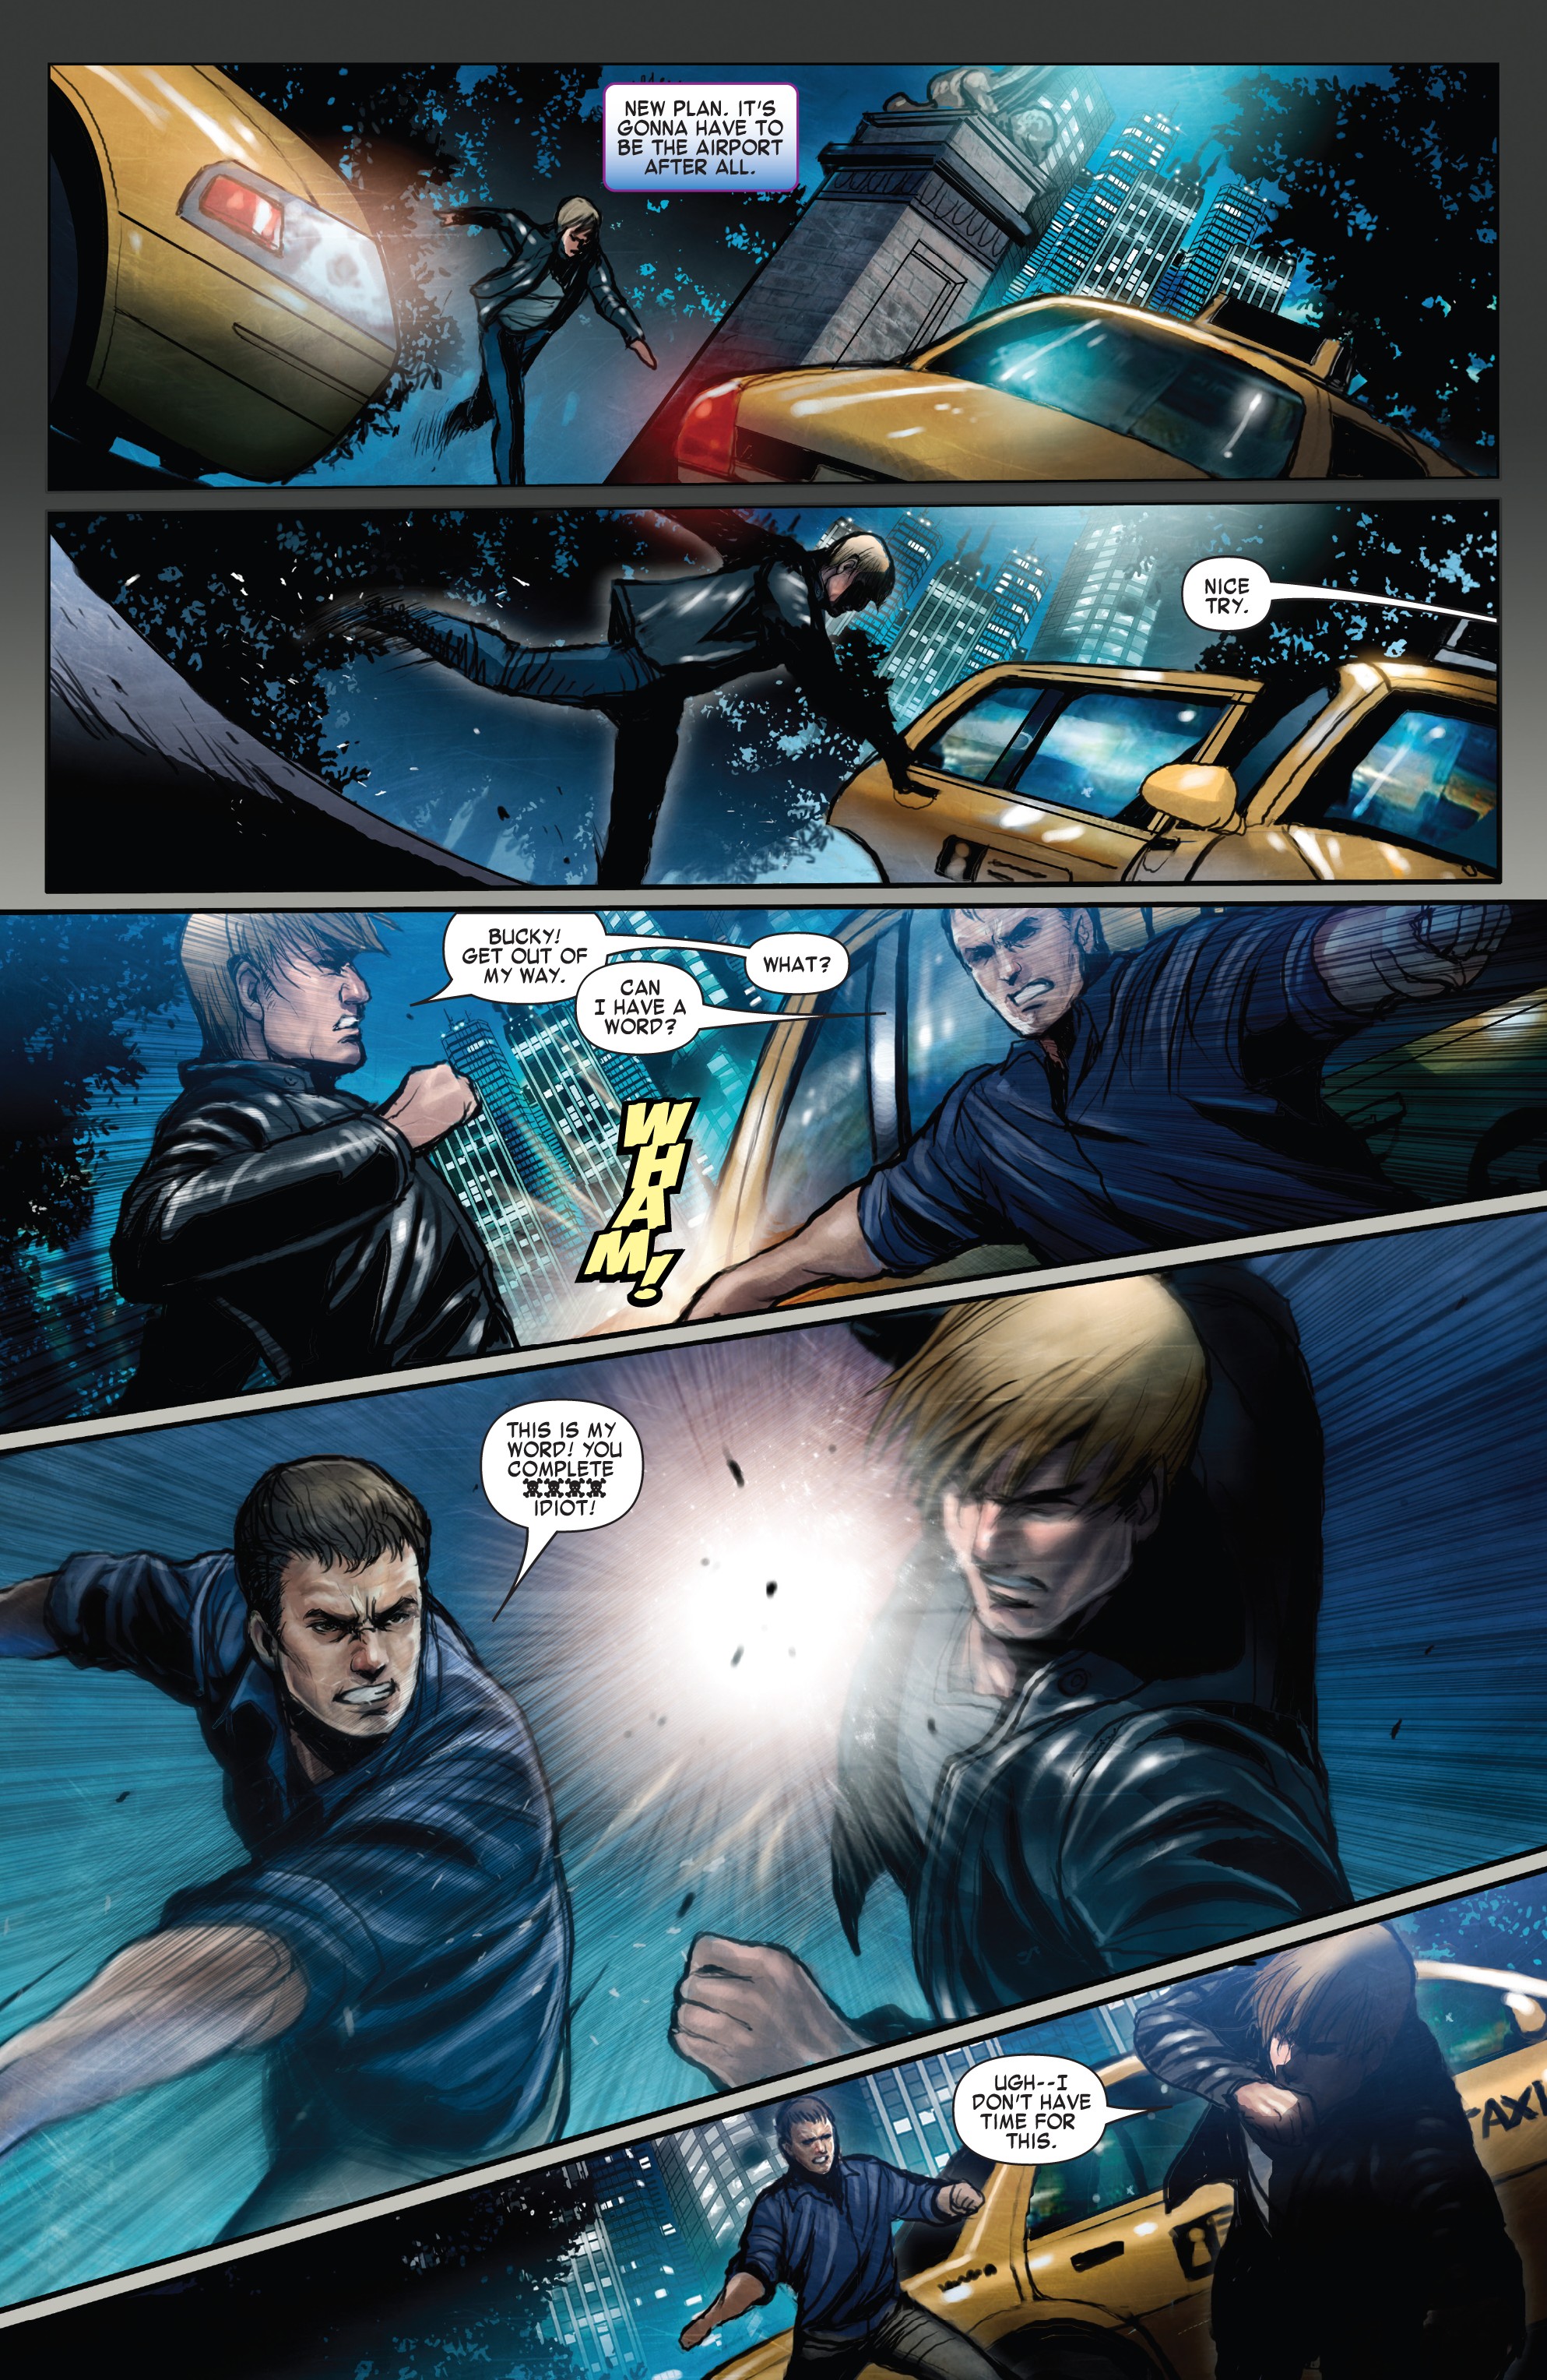 NEW PLAN. IT'S
GONNA HAVE TO
BE THE AIRPORT
AFTER ALL.
NICE
TRY.
BUCKY!
GET OUT OF
MY WAY.
WHAT?
CAN
I HAVE A
WORD?
WHAM!
THIS IS MY
WORD! YOU
COMPLETE
☠☠☠☠
IDIOT!
UGH--I
DON'T HAVE
TIME FOR
THIS.
TAXI